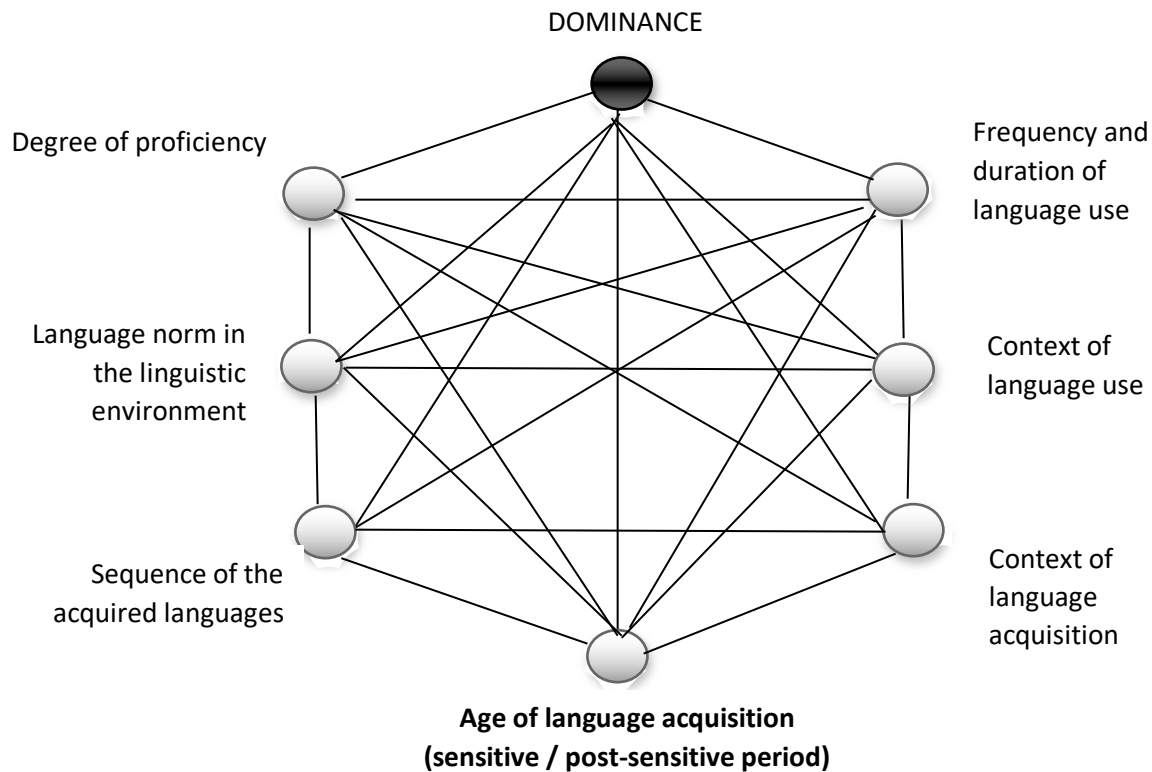 DOMINANCE
Degree of proficiency
Frequency and
duration of
language use
Language norm in
the linguistic
environment
Context of
language use
Sequence of the
acquired languages
Context of
language
acquisition
Age of language acquisition
(sensitive / post-sensitive period)